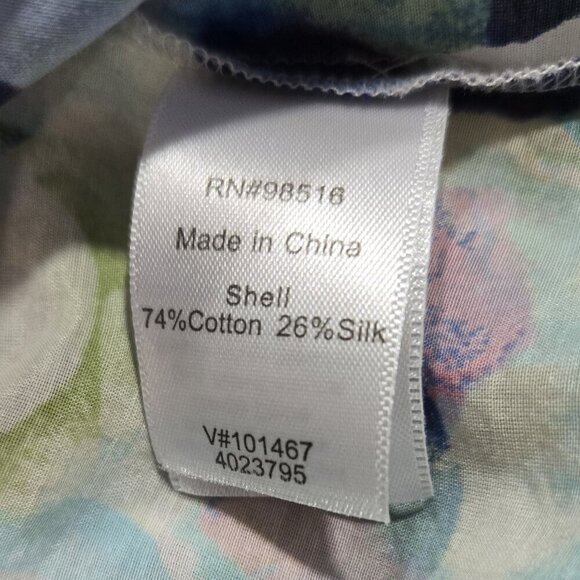 RN#98516
Made in China
Shell
74%Cotton 26%Silk
V#101467
4023795